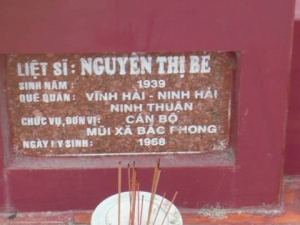 LIỆT SĨ: NGUYỄN THỊ BÉ
SINH NĂM : 1939
QUÊ QUÁN : VĨNH HẢI - NINH HẢI
NINH THUẬN
CHỨC VỤ, ĐƠN VỊ: CÁN BỘ
MŨI XÃ BẮC PHONG
NGÀY HY SINH : 1968